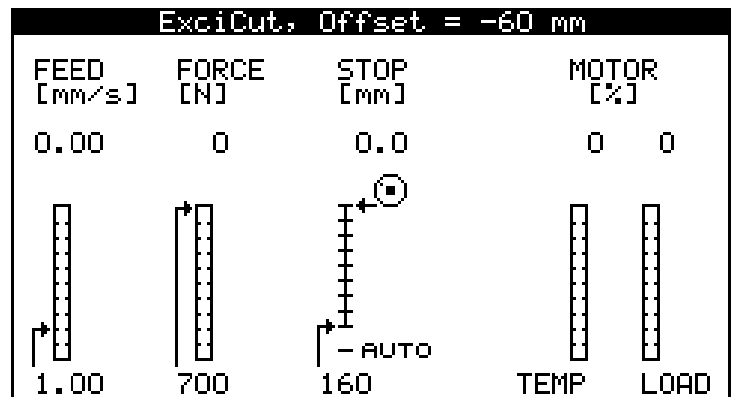 ExciCut, Offset = -60 mm
FEED FORCE STOP MOTOR
[mm/s] [N] [mm] [%]
0.00 0 0.0 0 0
- AUTO
1.00 700 160 TEMP LOAD